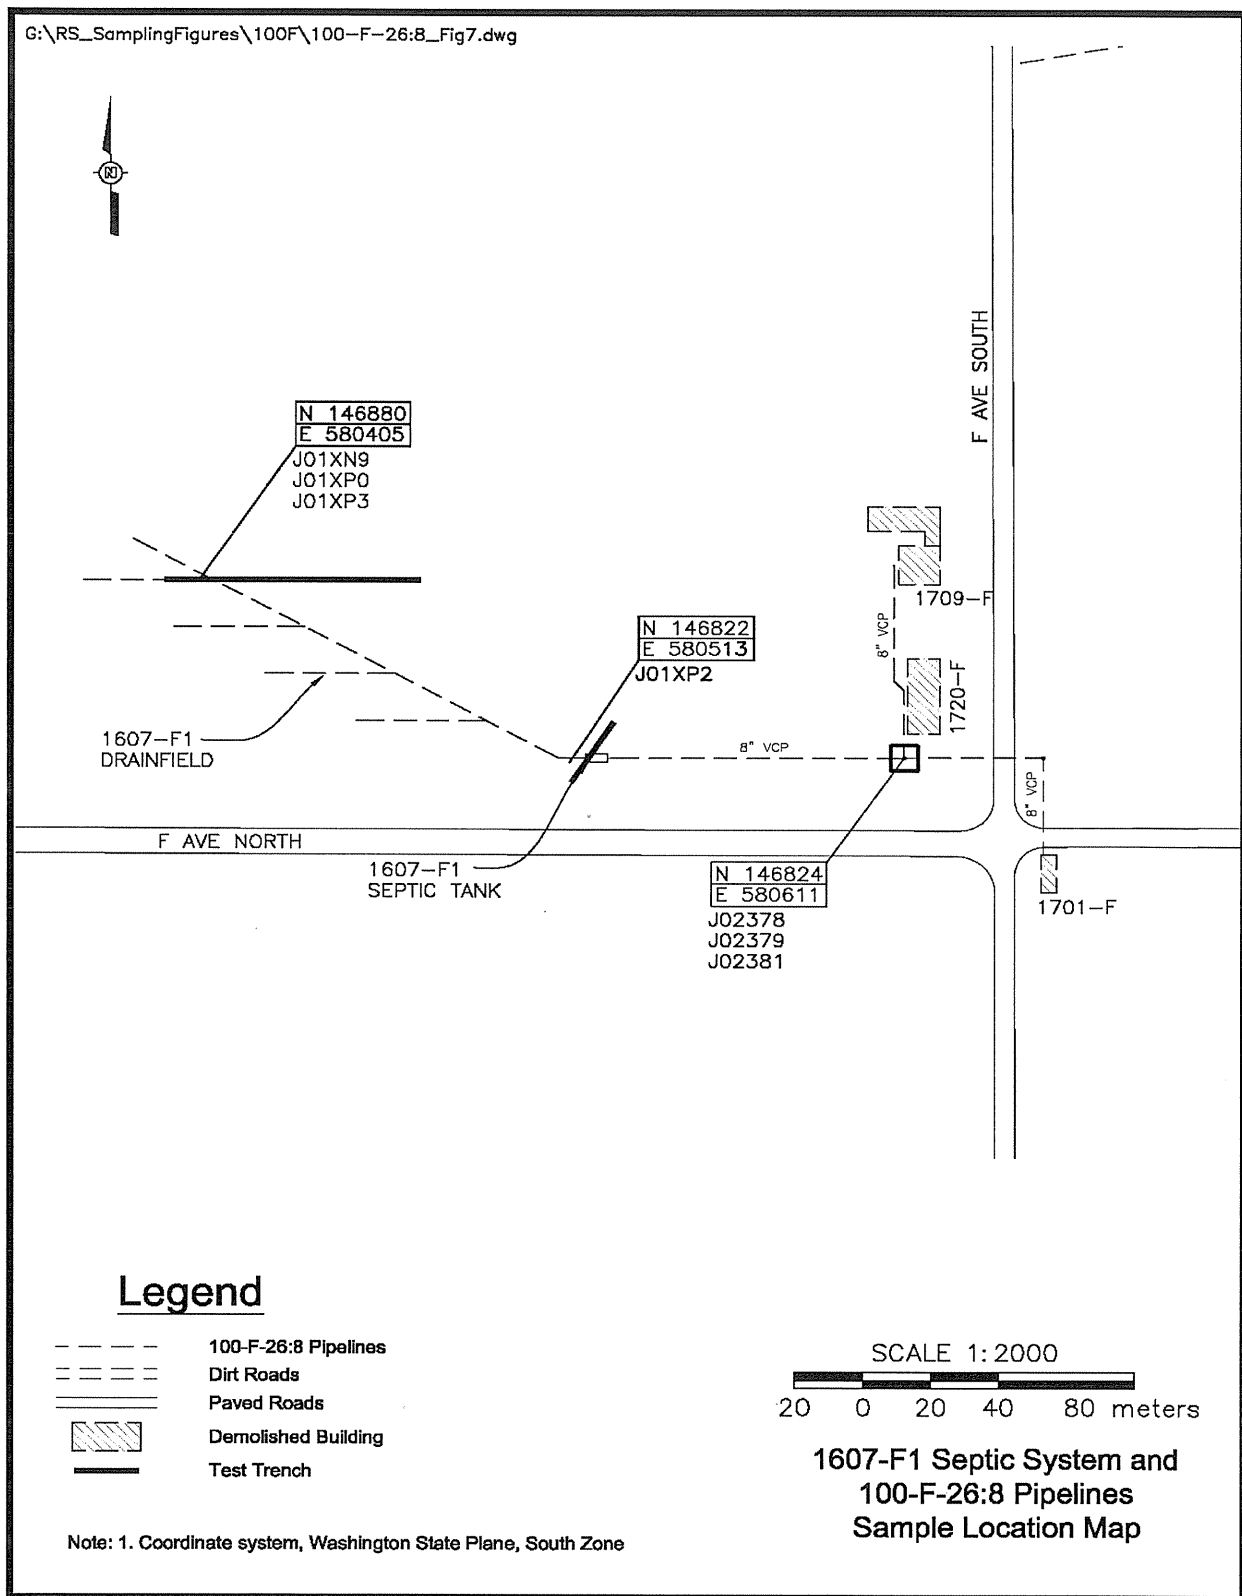 G:\RS_SamplingFigures\100F\100-F-26:8_Fig7.dwg
N
F AVE SOUTH
N 146880
E 580405
J01XN9
J01XP0
J01XP3
1709-F
8" VCP
N 146822
E 580513
J01XP2
1720-F
1607-F1
DRAINFIELD
8" VCP
8" VCP
F AVE NORTH
1607-F1
SEPTIC TANK
N 146824
E 580611
J02378
J02379
J02381
1701-F
Legend
100-F-26:8 Pipelines
Dirt Roads
Paved Roads
Demolished Building
Test Trench
SCALE 1:2000
20 0 20 40 80 meters
1607-F1 Septic System and
100-F-26:8 Pipelines
Sample Location Map
Note: 1. Coordinate system, Washington State Plane, South Zone